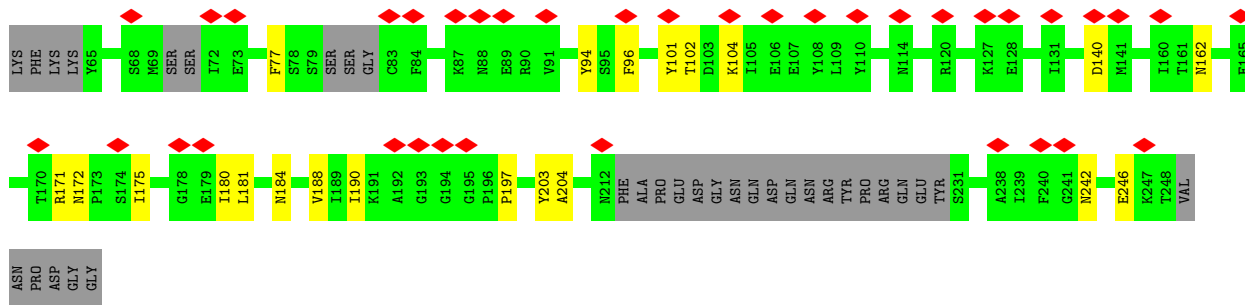 LYS PHE LYS LYS Y65 S68 M69 SER SER I72 E73 F77 S78 S79 SER SER GLY C83 F84 K87 N88 E89 R90 V91 Y94 S95 F96 Y101 T102 D103 K104 I105 E106 E107 Y108 L109 Y110 N114 R120 K127 E128 I131 D140 M141 I160 T161 N162 E165
T170 R171 N172 P173 S174 I175 G178 E179 I180 L181 N184 V188 I189 I190 K191 A192 G193 G194 G195 P196 P197 Y203 A204 N212 PHE ALA PRO GLU ASP GLY ASN GLN ASP GLN ASN ARG TYR PRO ARG GLN GLU TYR S231 A238 I239 F240 G241 N242 E246 K247 T248 VAL
ASN PRO ASP GLY GLY